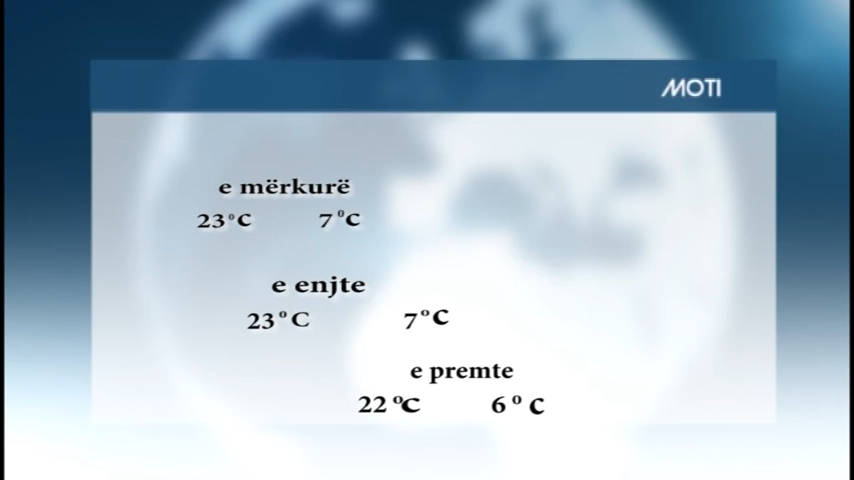 MOTI
e mërkurë
23°C 7°C
e enjte
23°C 7°C
e premte
22°C 6°C